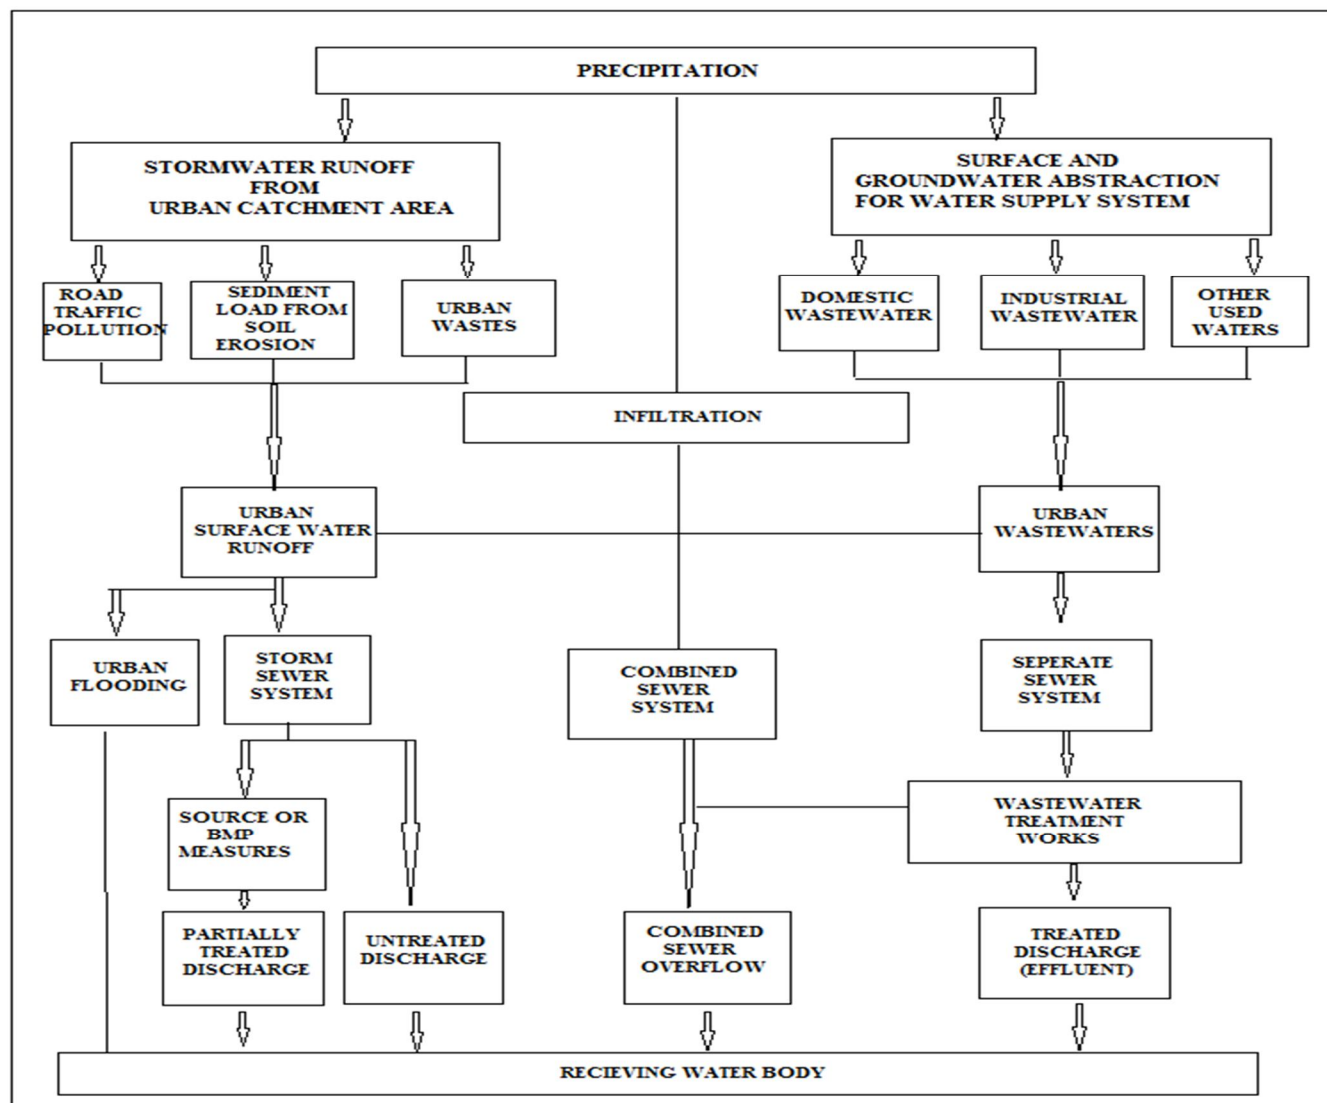 PRECIPITATION
STORMWATER RUNOFF
FROM
URBAN CATCHMENT AREA
SURFACE AND
GROUNDWATER ABSTRACTION
FOR WATER SUPPLY SYSTEM
ROAD
TRAFFIC
POLLUTION
SEDIMENT
LOAD FROM
SOIL
EROSION
URBAN
WASTES
DOMESTIC
WASTEWATER
INDUSTRIAL
WASTEWATER
OTHER
USED
WATERS
INFILTRATION
URBAN
SURFACE WATER
RUNOFF
URBAN
WASTEWATERS
URBAN
FLOODING
STORM
SEWER
SYSTEM
COMBINED
SEWER
SYSTEM
SEPERATE
SEWER
SYSTEM
SOURCE OR
BMP
MEASURES
WASTEWATER
TREATMENT
WORKS
PARTIALLY
TREATED
DISCHARGE
UNTREATED
DISCHARGE
COMBINED
SEWER
OVERFLOW
TREATED
DISCHARGE
(EFFLUENT)
RECIEVING WATER BODY